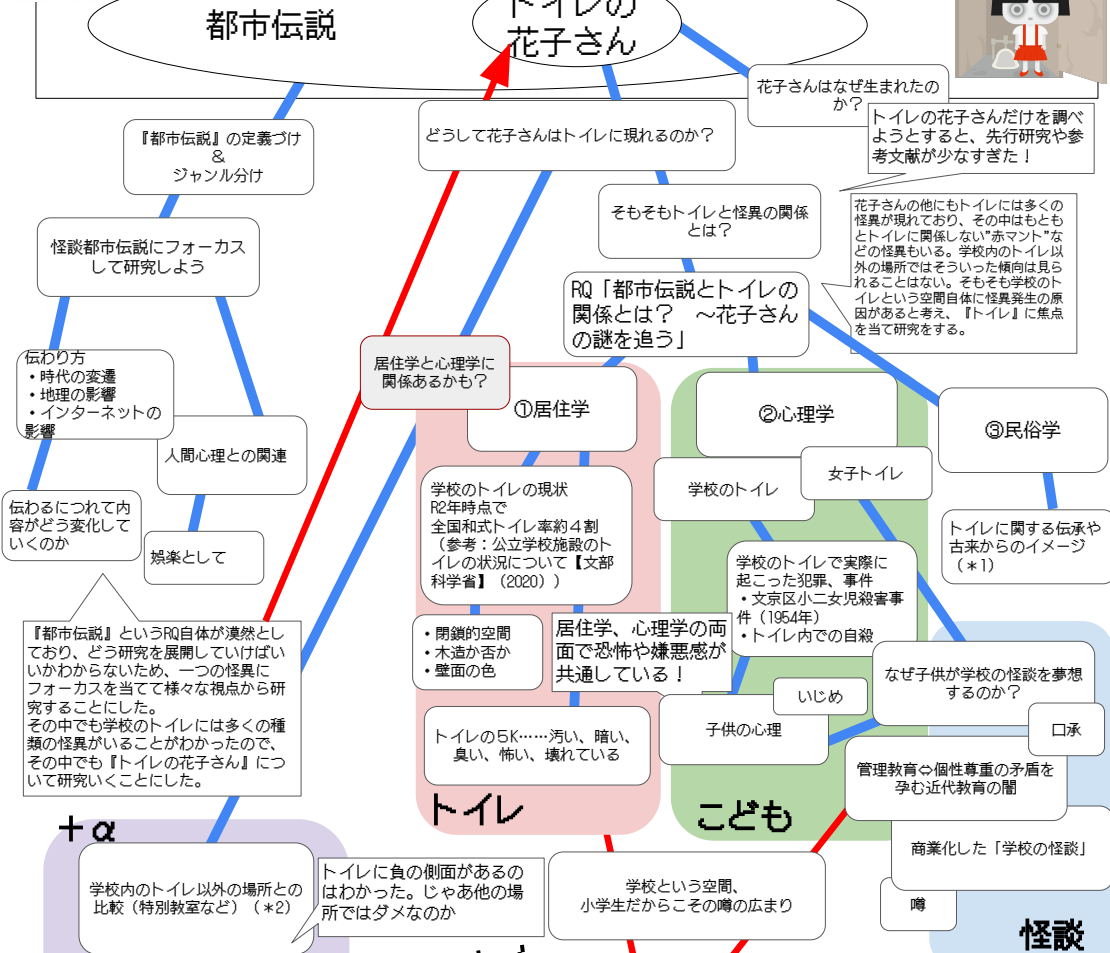 都市伝説
トイレの
花子さん
花子さんはなぜ生まれたの
か？
トイレの花子さんだけを調べ
ようとすると、先行研究や参
考文献が少なすぎた！
『都市伝説』の定義づけ
＆
ジャンル分け
どうして花子さんはトイレに現れるのか？
そもそもトイレと怪異の関係
とは？
花子さんの他にもトイレには多くの
怪異が現れており、その中はもとも
とトイレに関係しない”赤マント”な
どの怪異もいる。学校内のトイレ以
外の場所ではそういった傾向は見ら
れることはない。そもそも学校のト
イレという空間自体に怪異発生の原
因があると考え、『トイレ』に焦点
を当て研究をする。
怪談都市伝説にフォーカス
して研究しよう
RQ「都市伝説とトイレの
関係とは？　～花子さん
の謎を追う」
伝わり方
・時代の変遷
・地理の影響
・インターネットの
影響
居住学と心理学に
関係あるかも？
①居住学
②心理学
③民俗学
人間心理との関連
伝わるにつれて内
容がどう変化して
いくのか
娯楽として
学校のトイレの現状
R2年時点で
全国和式トイレ率約４割
（参考：公立学校施設のト
イレの状況について【文部
科学省】（2020））
学校のトイレ
女子トイレ
トイレに関する伝承や
古来からのイメージ
（＊1）
学校のトイレで実際に
起こった犯罪、事件
・文京区小二女児殺害事
件（1954年）
・トイレ内での自殺
・閉鎖的空間
・木造か否か
・壁面の色
居住学、心理学の両
面で恐怖や嫌悪感が
共通している！
『都市伝説』というRQ自体が漠然とし
ており、どう研究を展開していけばい
いかわからないため、一つの怪異に
フォーカスを当てて様々な視点から研
究することにした。
その中でも学校のトイレには多くの種
類の怪異がいることがわかったので、
その中でも『トイレの花子さん』につ
いて研究いくことにした。
なぜ子供が学校の怪談を夢想
するのか？
いじめ
子供の心理
口承
トイレの５K……汚い、暗い、
臭い、怖い、壊れている
管理教育⇔個性尊重の矛盾を
孕む近代教育の闇
トイレ
こども
商業化した「学校の怪談」
＋α
学校内のトイレ以外の場所との
比較（特別教室など）（＊2）
トイレに負の側面があるの
はわかった。じゃあ他の場
所ではダメなのか
学校という空間、
小学生だからこその噂の広まり
噂
怪談